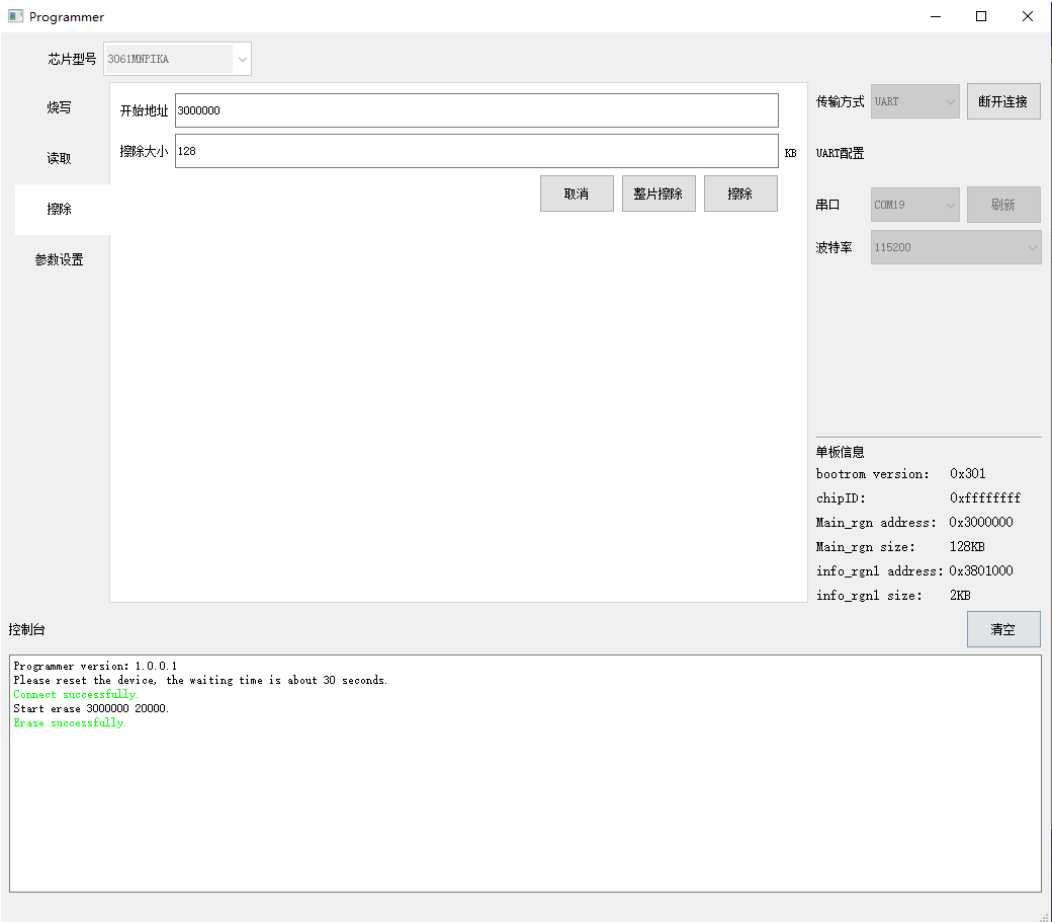 Programmer
芯片型号 3061MNPIKA
烧写
读取
擦除
参数设置
开始地址 3000000
擦除大小 128 KB
取消 整片擦除 擦除
传输方式 UART 断开连接
UART配置
串口 COM19 刷新
波特率 115200
单板信息
bootrom version: 0x301
chipID: 0xffffffff
Main_rgn address: 0x3000000
Main_rgn size: 128KB
info_rgn1 address: 0x3801000
info_rgn1 size: 2KB
控制台 清空
Programmer version: 1.0.0.1
Please reset the device, the waiting time is about 30 seconds.
Connect successfully.
Start erase 3000000 20000.
Erase successfully.